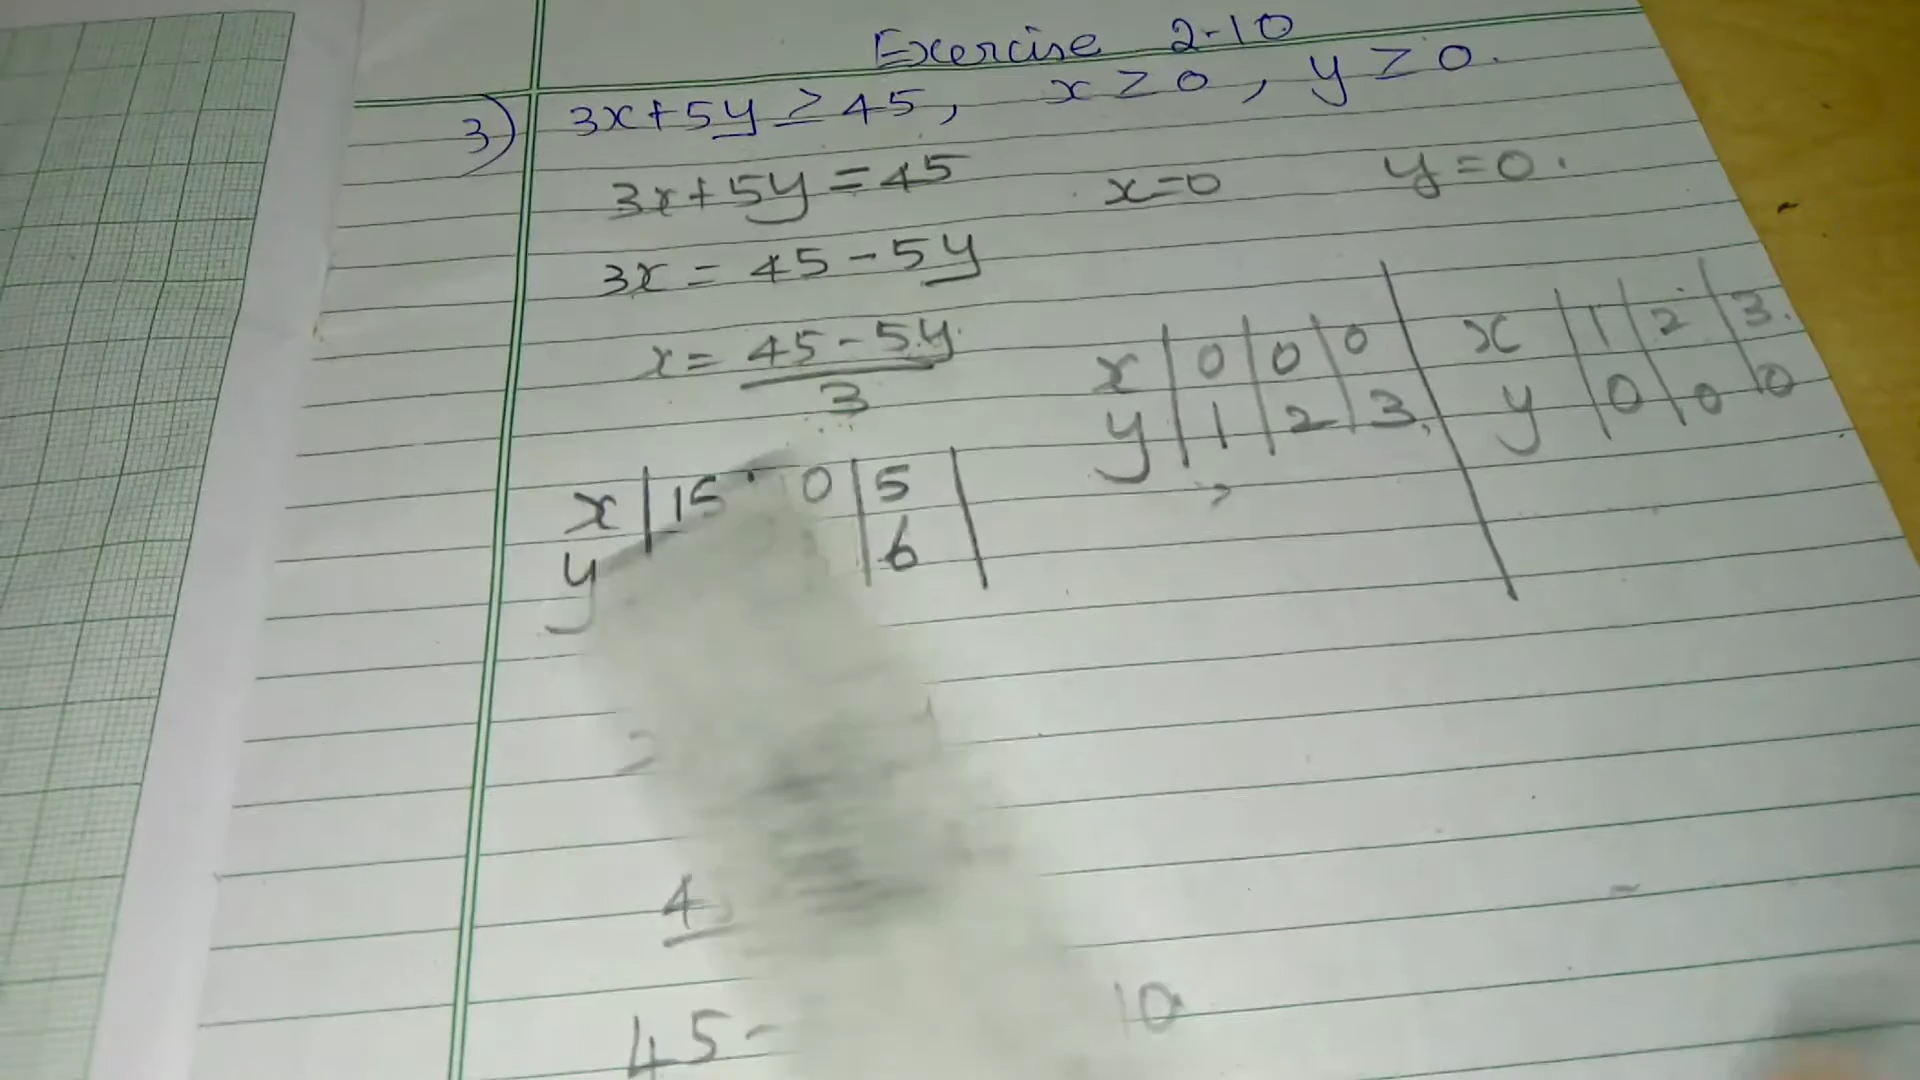 Exercise 2.10
3) 3x+5y ≥ 45, x ≥ 0, y ≥ 0.
3x+5y=45 x=0 y=0.
3x = 45-5y
x = 45-5y / 3
x | 0 | 0 | 0 | x | 1 | 2 | 3.
y | 1 | 2 | 3, | y | 0 | 0 | 0
x | 15 0 | 5 |
y | 6 |
4
45- 10